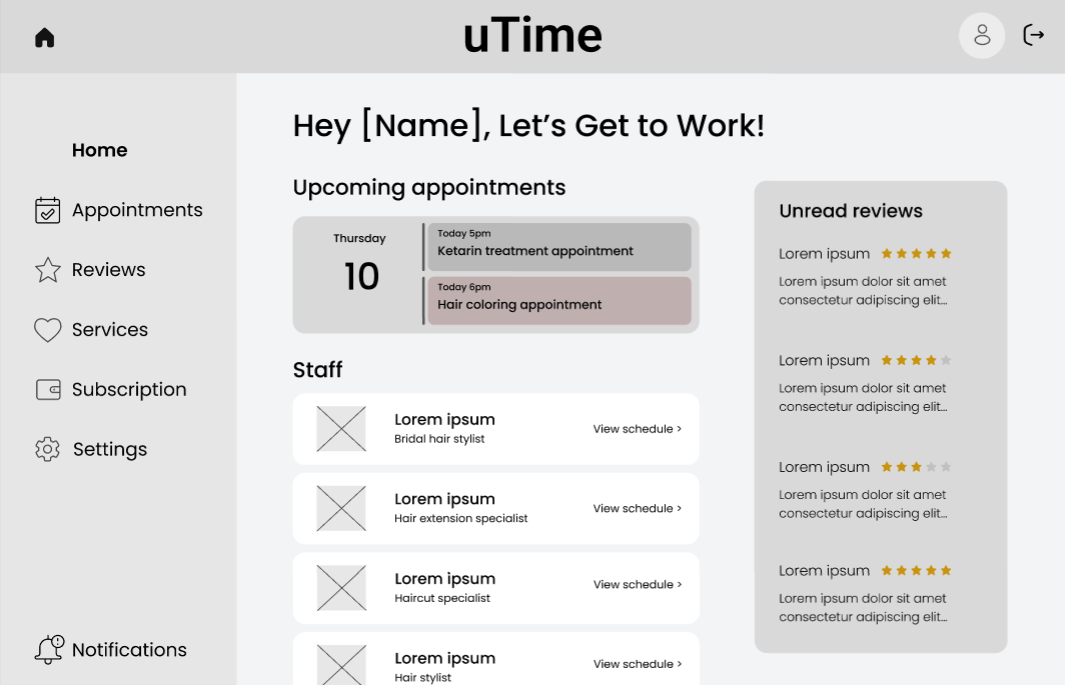 uTime
Home
Appointments
Reviews
Services
Subscription
Settings
Notifications
Hey [Name], Let's Get to Work!
Upcoming appointments
Thursday
10
Today 5pm
Ketarin treatment appointment
Today 6pm
Hair coloring appointment
Staff
Lorem ipsum
Bridal hair stylist
View schedule >
Lorem ipsum
Hair extension specialist
View schedule >
Lorem ipsum
Haircut specialist
View schedule >
Lorem ipsum
Hair stylist
View schedule >
Unread reviews
Lorem ipsum
Lorem ipsum dolor sit amet
consectetur adipiscing elit...
Lorem ipsum
Lorem ipsum dolor sit amet
consectetur adipiscing elit...
Lorem ipsum
Lorem ipsum dolor sit amet
consectetur adipiscing elit...
Lorem ipsum
Lorem ipsum dolor sit amet
consectetur adipiscing elit...